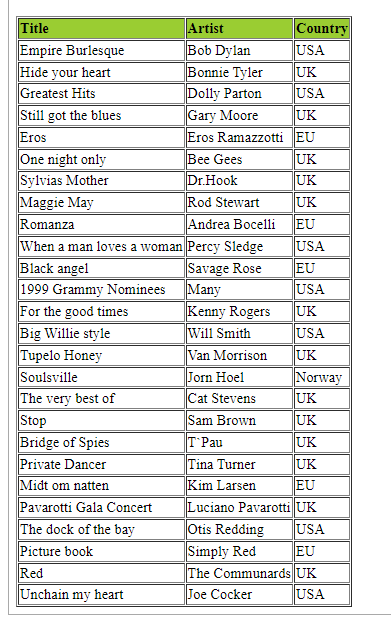 Title Artist Country
Empire Burlesque Bob Dylan USA
Hide your heart Bonnie Tyler UK
Greatest Hits Dolly Parton USA
Still got the blues Gary Moore UK
Eros Eros Ramazzotti EU
One night only Bee Gees UK
Sylvias Mother Dr.Hook UK
Maggie May Rod Stewart UK
Romanza Andrea Bocelli EU
When a man loves a woman Percy Sledge USA
Black angel Savage Rose EU
1999 Grammy Nominees Many USA
For the good times Kenny Rogers UK
Big Willie style Will Smith USA
Tupelo Honey Van Morrison UK
Soulsville Jorn Hoel Norway
The very best of Cat Stevens UK
Stop Sam Brown UK
Bridge of Spies T`Pau UK
Private Dancer Tina Turner UK
Midt om natten Kim Larsen EU
Pavarotti Gala Concert Luciano Pavarotti UK
The dock of the bay Otis Redding USA
Picture book Simply Red EU
Red The Communards UK
Unchain my heart Joe Cocker USA